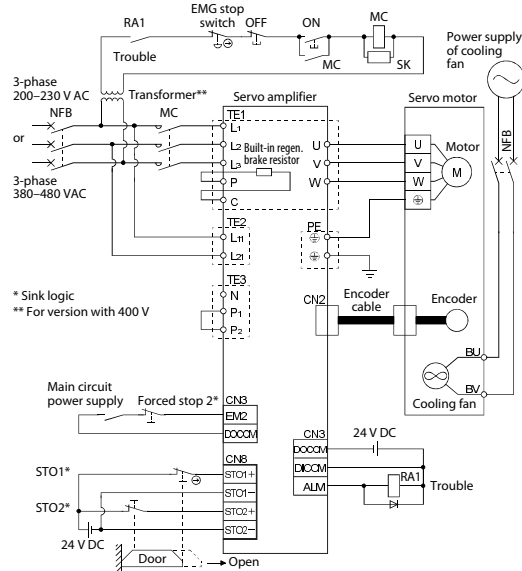 EMG stop
switch
OFF
ON
MC
RA1
Trouble
MC
SK
Power supply
of cooling
fan
3-phase
200–230 V AC
Transformer**
NFB
MC
Servo amplifier
Servo motor
NFB
or
3-phase
380–480 VAC
TE1
L1
L2
L3
P
C
Built-in regen.
brake resistor
U
V
W
U
V
W
Motor
M
TE2
L11
L21
PE
TE3
N
P1
P2
* Sink logic
** For version with 400 V
CN2
Encoder
cable
Encoder
BU
BV
Cooling fan
Main circuit
power supply
Forced stop 2*
CN3
EM2
DOCOM
CN3
DOCOM
DICOM
ALM
24 V DC
RA1
Trouble
CN8
STO1*
STO1+
STO1−
STO2*
STO2+
STO2−
24 V DC
Door
Open